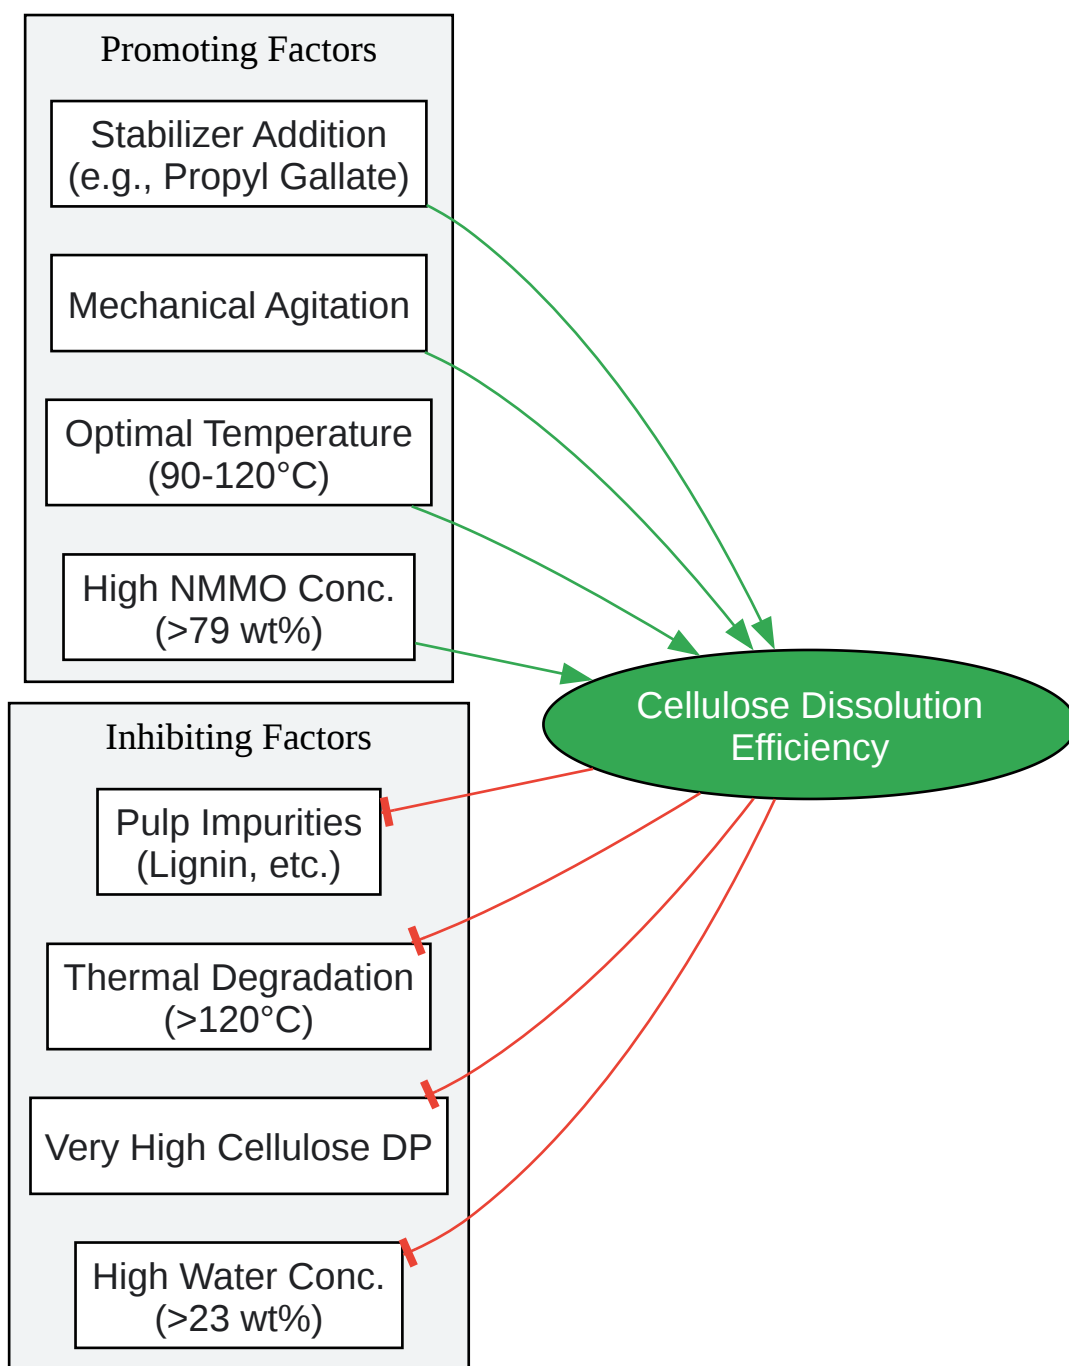 Promoting Factors
Stabilizer Addition
(e.g., Propyl Gallate)
Mechanical Agitation
Optimal Temperature
(90-120°C)
High NMMO Conc.
(>79 wt%)
Cellulose Dissolution
Efficiency
Inhibiting Factors
Pulp Impurities
(Lignin, etc.)
Thermal Degradation
(>120°C)
Very High Cellulose DP
High Water Conc.
(>23 wt%)